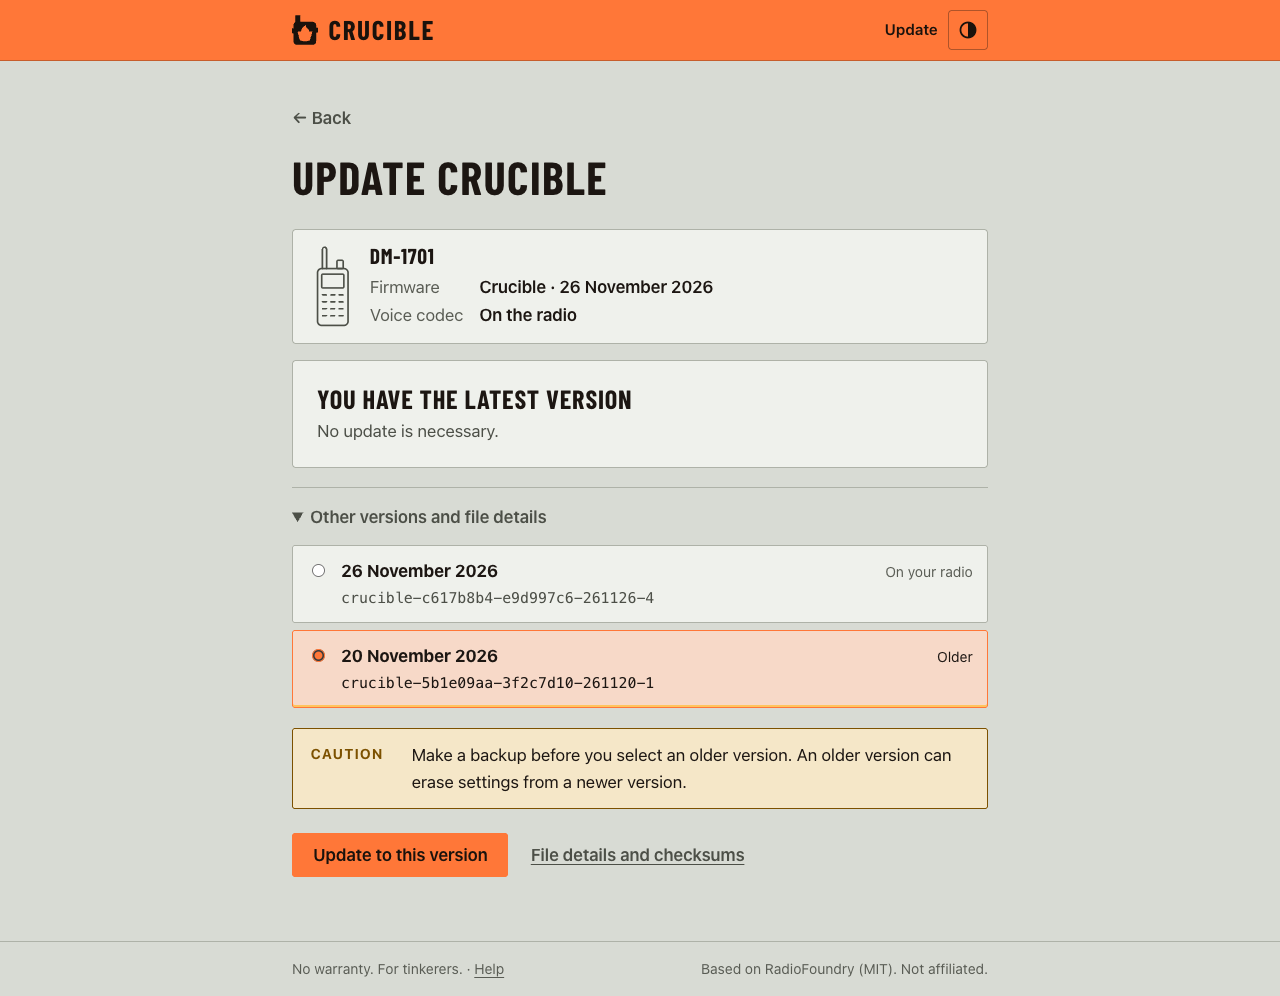 CRUCIBLE
Update
← Back
UPDATE CRUCIBLE
DM-1701
Firmware Crucible · 26 November 2026
Voice codec On the radio
YOU HAVE THE LATEST VERSION
No update is necessary.
▼ Other versions and file details
26 November 2026 On your radio
crucible-c617b8b4-e9d997c6-261126-4
20 November 2026 Older
crucible-5b1e09aa-3f2c7d10-261120-1
CAUTION Make a backup before you select an older version. An older version can
erase settings from a newer version.
Update to this version File details and checksums
No warranty. For tinkerers. · Help Based on RadioFoundry (MIT). Not affiliated.